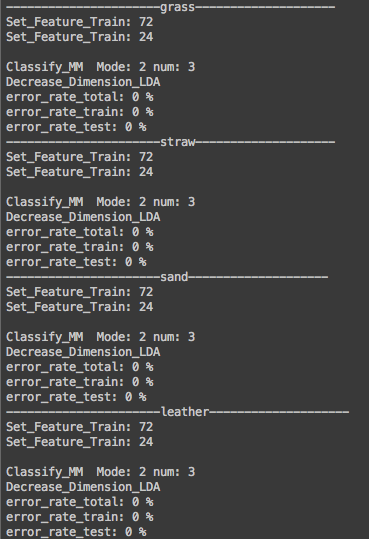 ----------------------grass--------------------
Set_Feature_Train: 72
Set_Feature_Train: 24
Classify_MM  Mode: 2 num: 3
Decrease_Dimension_LDA
error_rate_total: 0 %
error_rate_train: 0 %
error_rate_test: 0 %
----------------------straw--------------------
Set_Feature_Train: 72
Set_Feature_Train: 24
Classify_MM  Mode: 2 num: 3
Decrease_Dimension_LDA
error_rate_total: 0 %
error_rate_train: 0 %
error_rate_test: 0 %
----------------------sand--------------------
Set_Feature_Train: 72
Set_Feature_Train: 24
Classify_MM  Mode: 2 num: 3
Decrease_Dimension_LDA
error_rate_total: 0 %
error_rate_train: 0 %
error_rate_test: 0 %
----------------------leather--------------------
Set_Feature_Train: 72
Set_Feature_Train: 24
Classify_MM  Mode: 2 num: 3
Decrease_Dimension_LDA
error_rate_total: 0 %
error_rate_train: 0 %
error_rate_test: 0 %